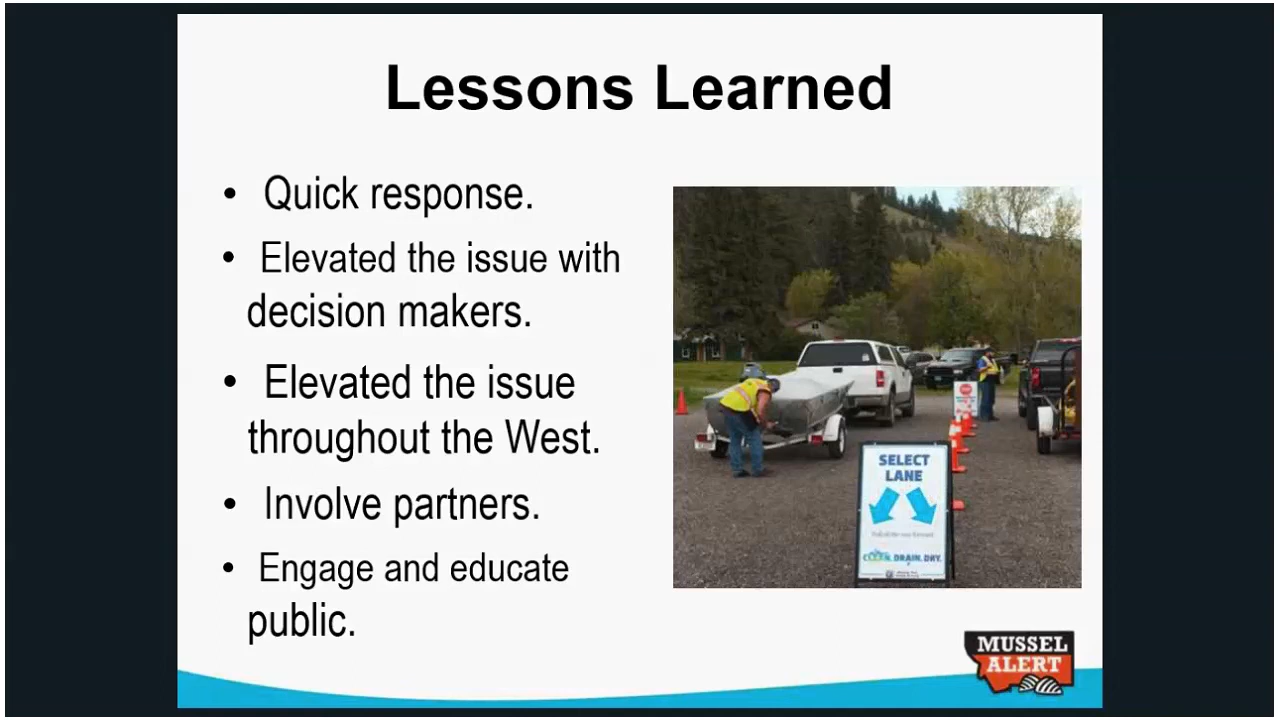 Lessons Learned
• Quick response.
• Elevated the issue with
decision makers.
• Elevated the issue
throughout the West.
• Involve partners.
• Engage and educate
public.
SELECT
LANE
CLEAN. DRAIN. DRY.
MUSSEL
ALERT